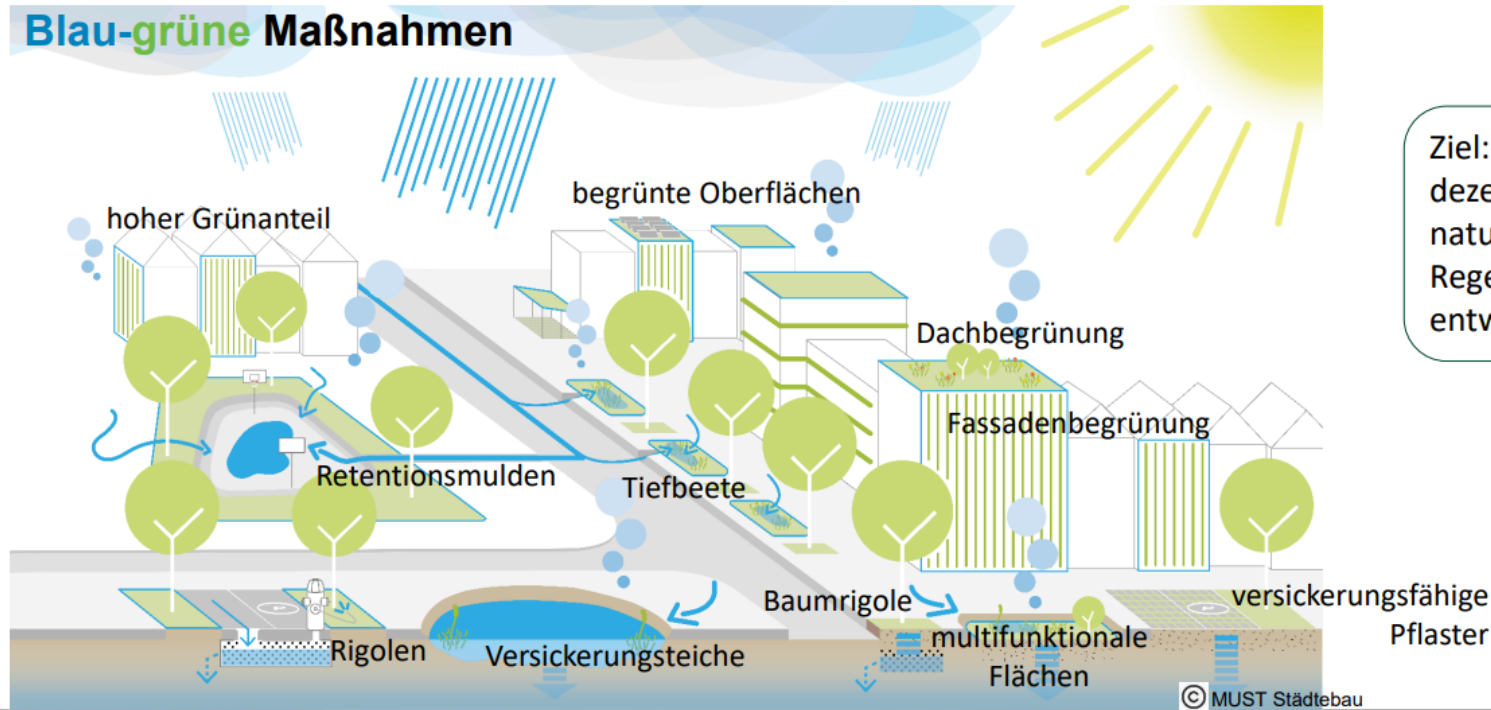 Blau-grüne Maßnahmen
Ziel:
hoher Grünanteil
begrünte Oberflächen
Dachbegrünung
Fassadenbegrünung
Retentionsmulden
Tiefbeete
Baumrigole
versickerungsfähige
Pflaster
multifunktionale
Flächen
Rigolen
Versickerungsteiche
© MUST Städtebau